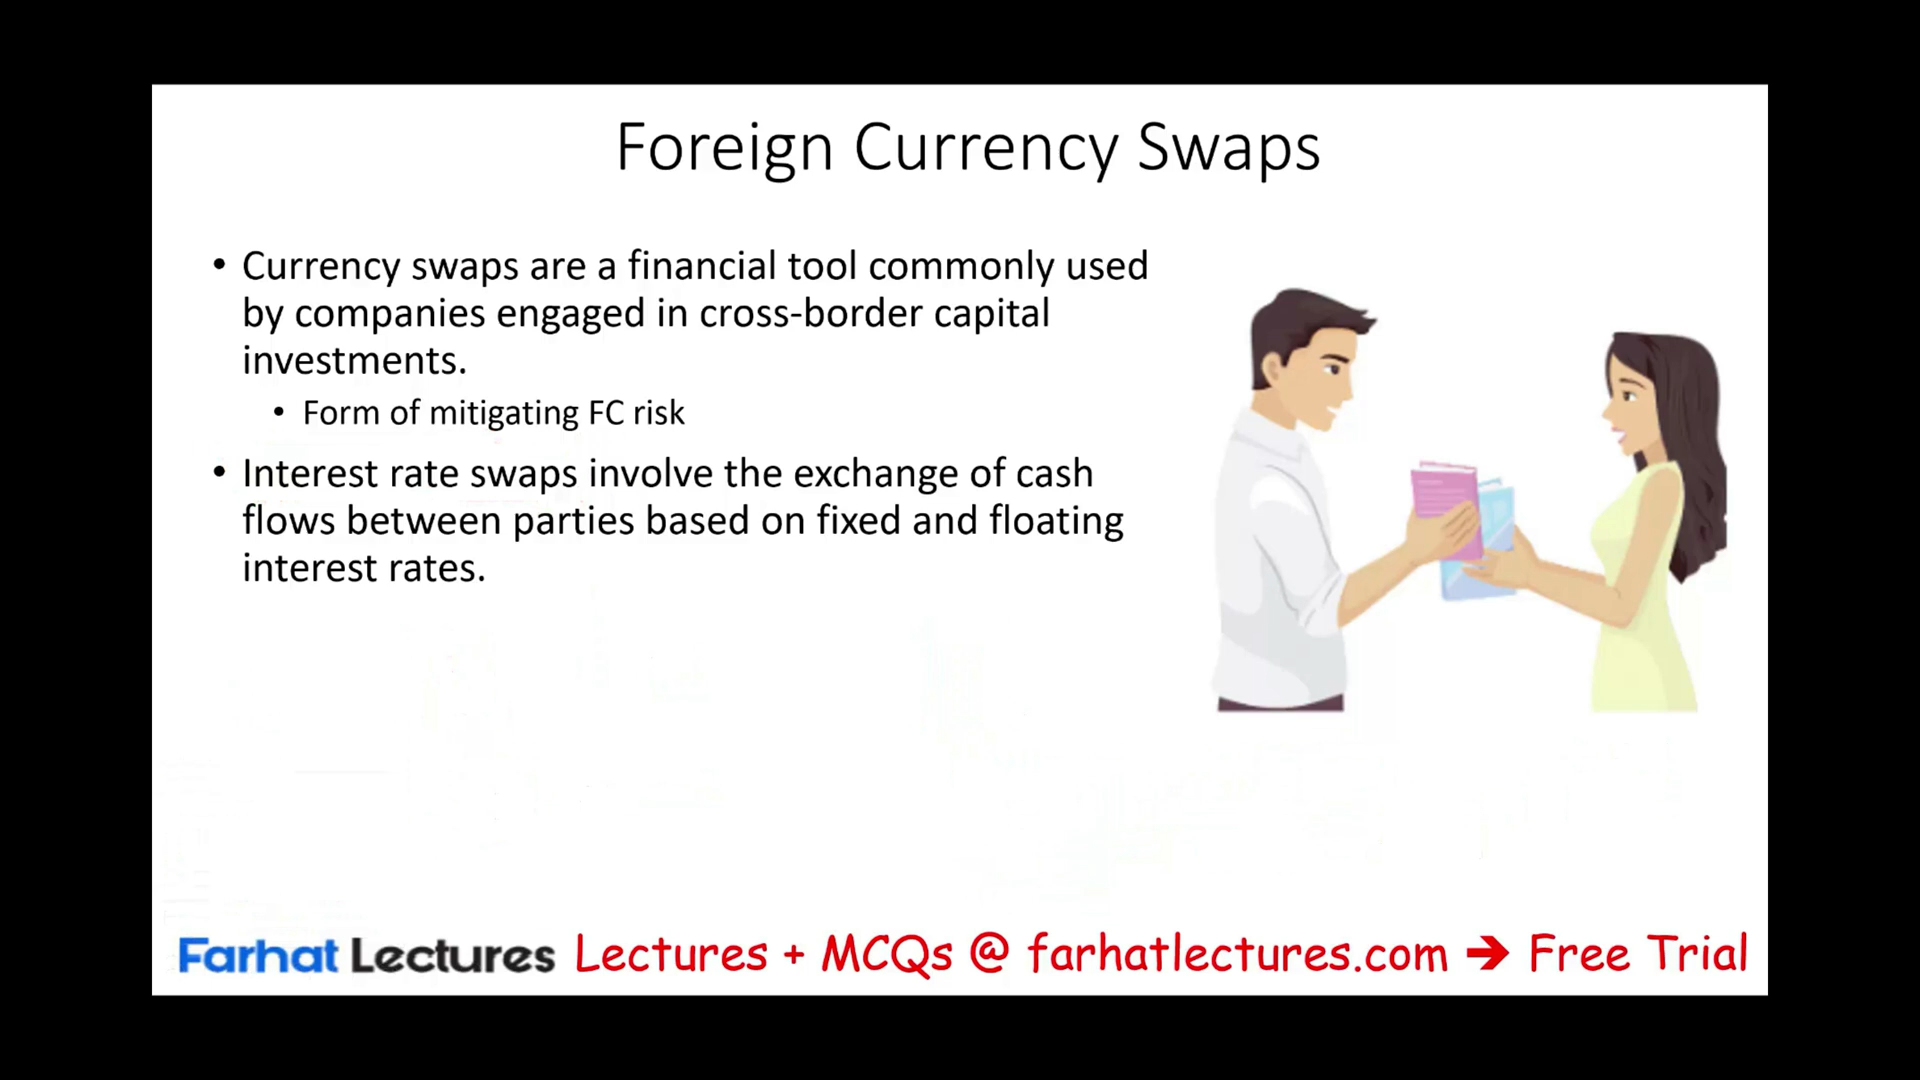 Foreign Currency Swaps
• Currency swaps are a financial tool commonly used
by companies engaged in cross-border capital
investments.
• Form of mitigating FC risk
• Interest rate swaps involve the exchange of cash
flows between parties based on fixed and floating
interest rates.
Farhat Lectures Lectures + MCQs @ farhatlectures.com → Free Trial